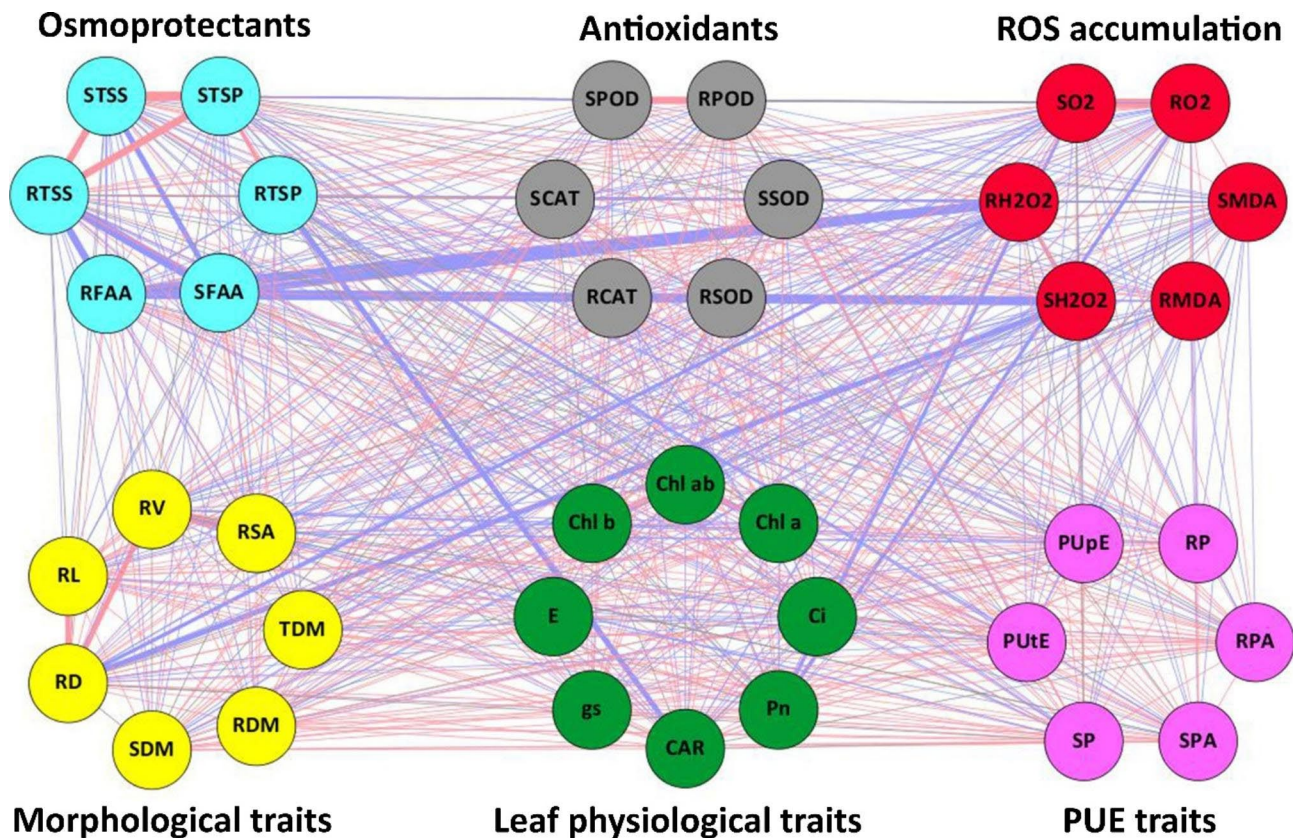 Osmoprotectants
Antioxidants
ROS accumulation
STSS
STSP
SPOD
RPOD
SO2
RO2
RTSS
RTSP
SCAT
SSOD
RH2O2
SMDA
RFAA
SFAA
RCAT
RSOD
SH2O2
RMDA
RV
RSA
RL
TDM
RD
RDM
SDM
Chl ab
Chl b
Chl a
E
Ci
gs
Pn
CAR
PUpE
RP
PUtE
RPA
SP
SPA
Morphological traits
Leaf physiological traits
PUE traits